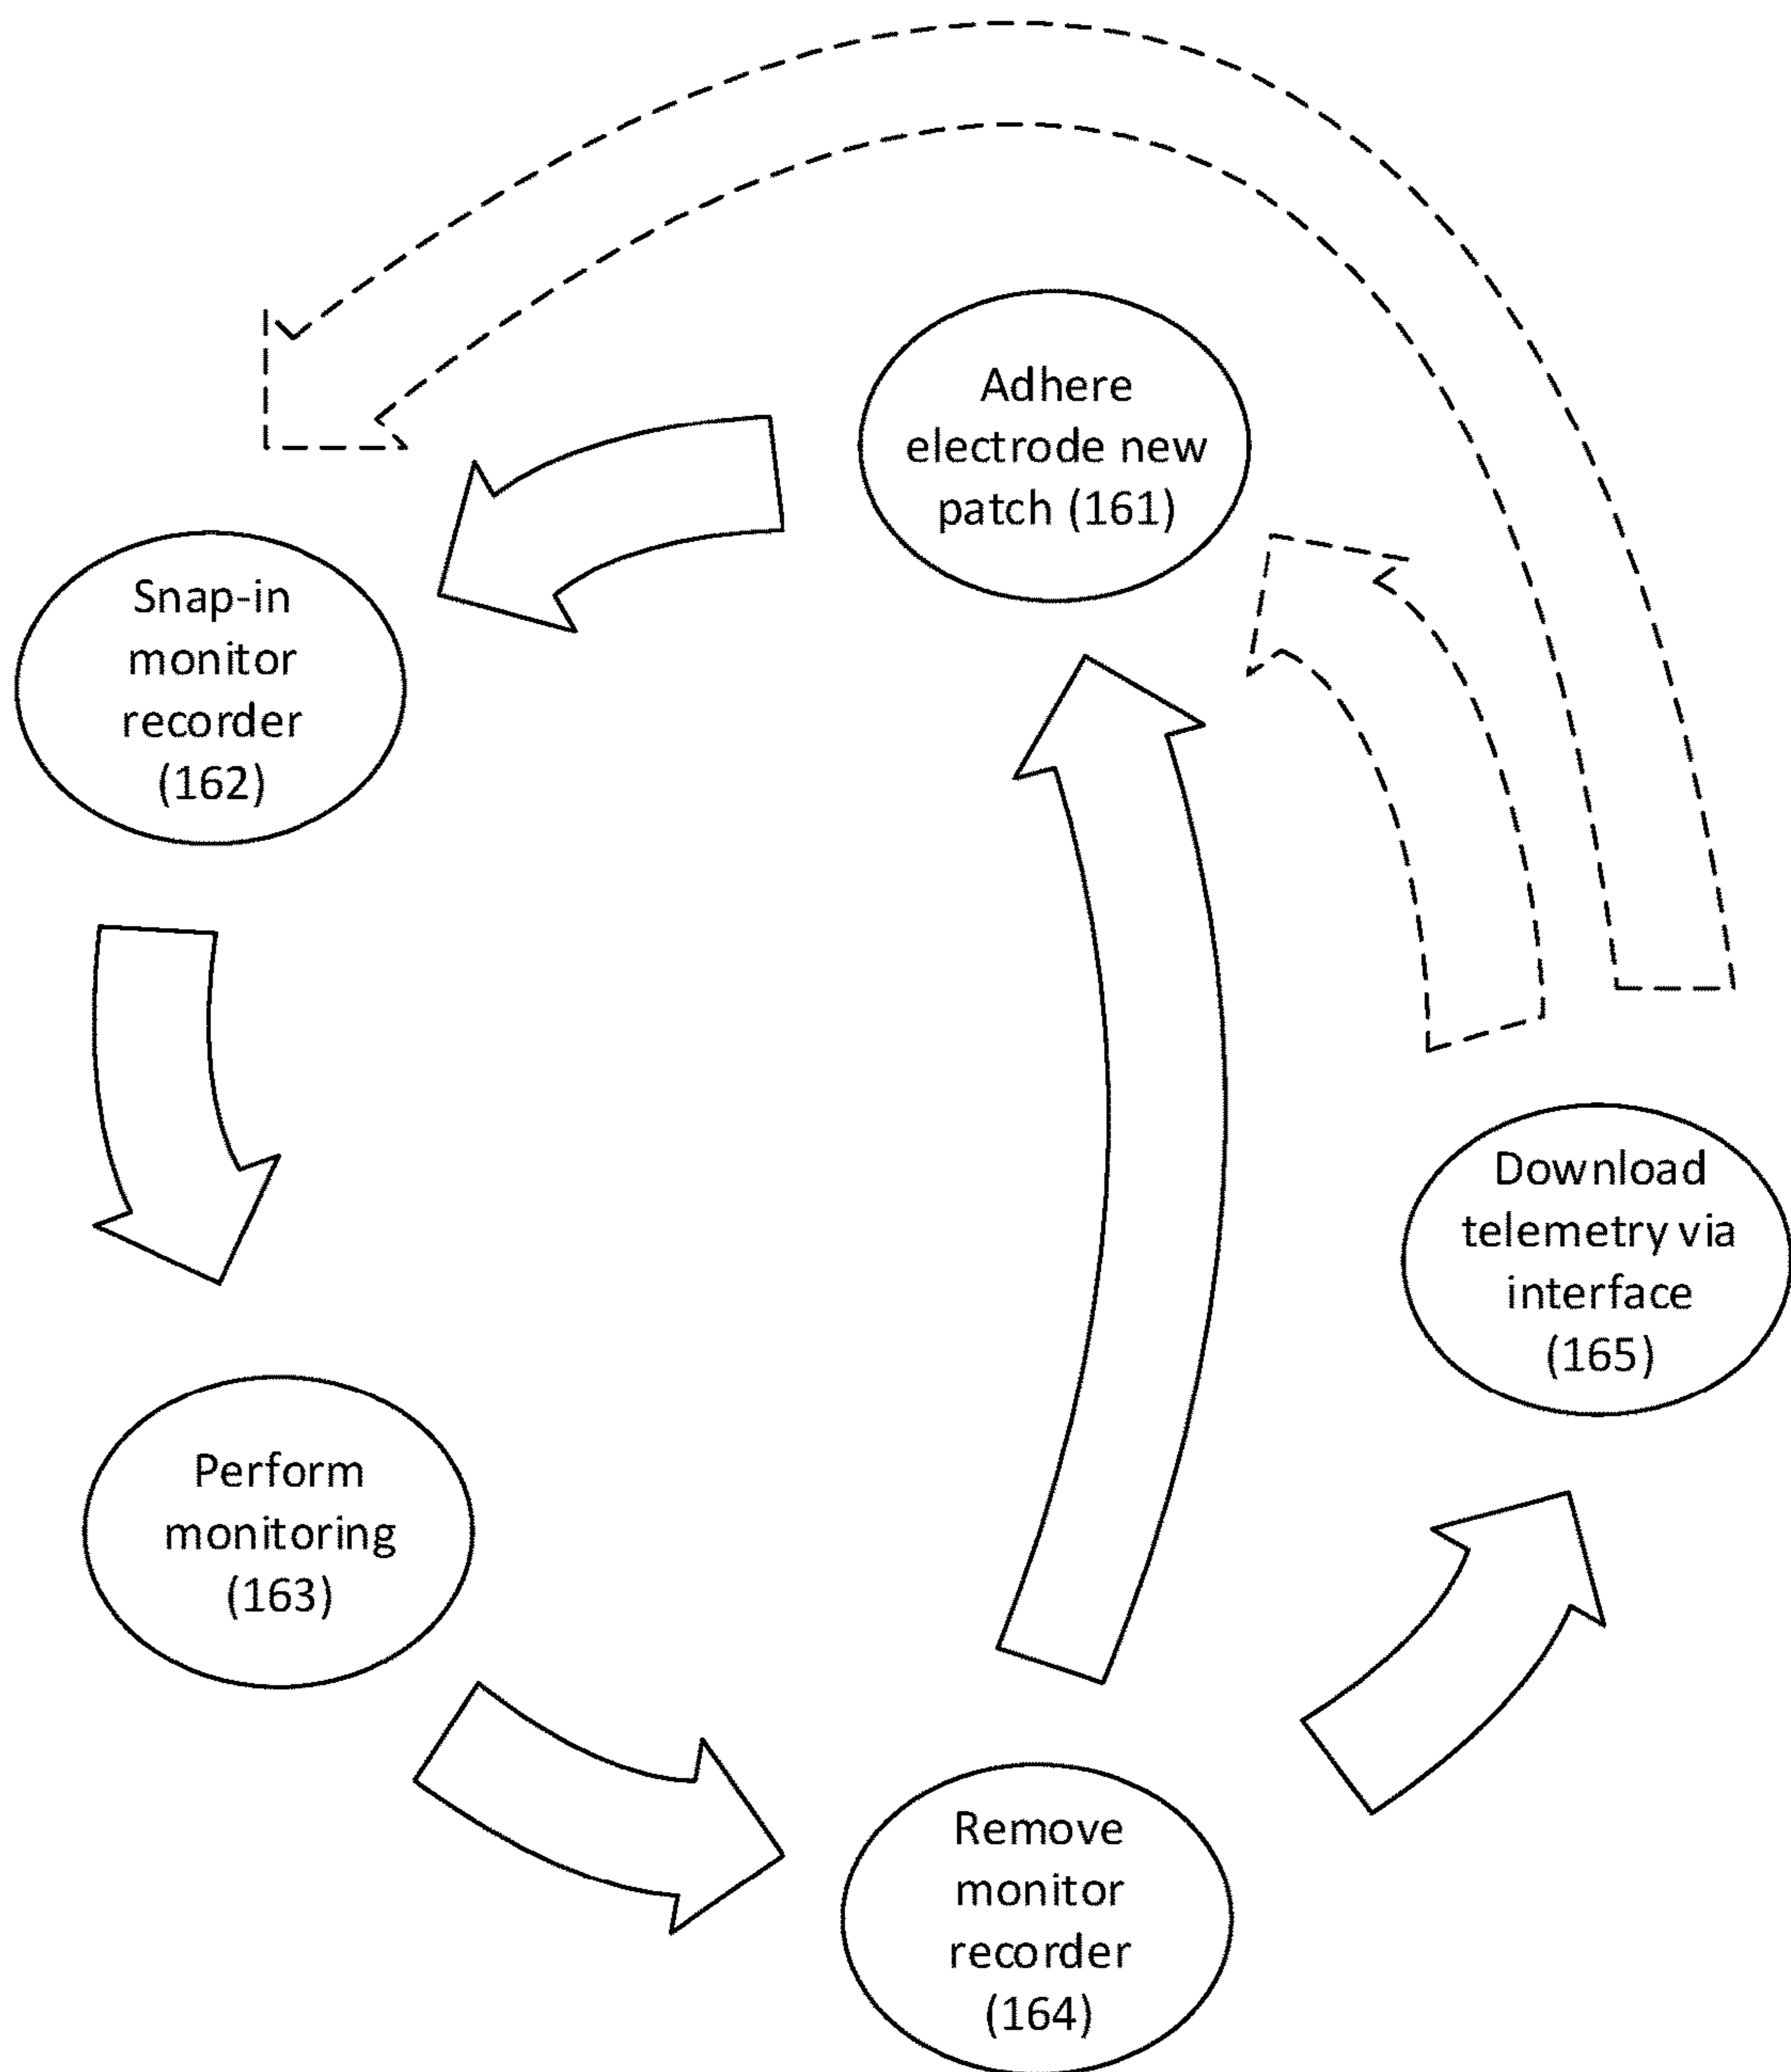 Adhere
electrode new
patch (161)
Snap-in
monitor
recorder
(162)
Perform
monitoring
(163)
Remove
monitor
recorder
(164)
Download
telemetry via
interface
(165)